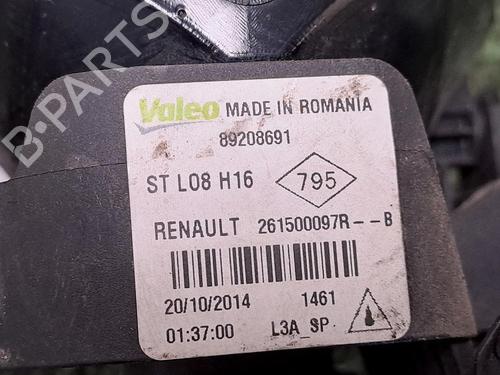 Valeo MADE IN ROMANIA
89208691
ST L08 H16 795
RENAULT 261500097R--B
20/10/2014 1461
01:37:00 L3A_SP
B-PARTS